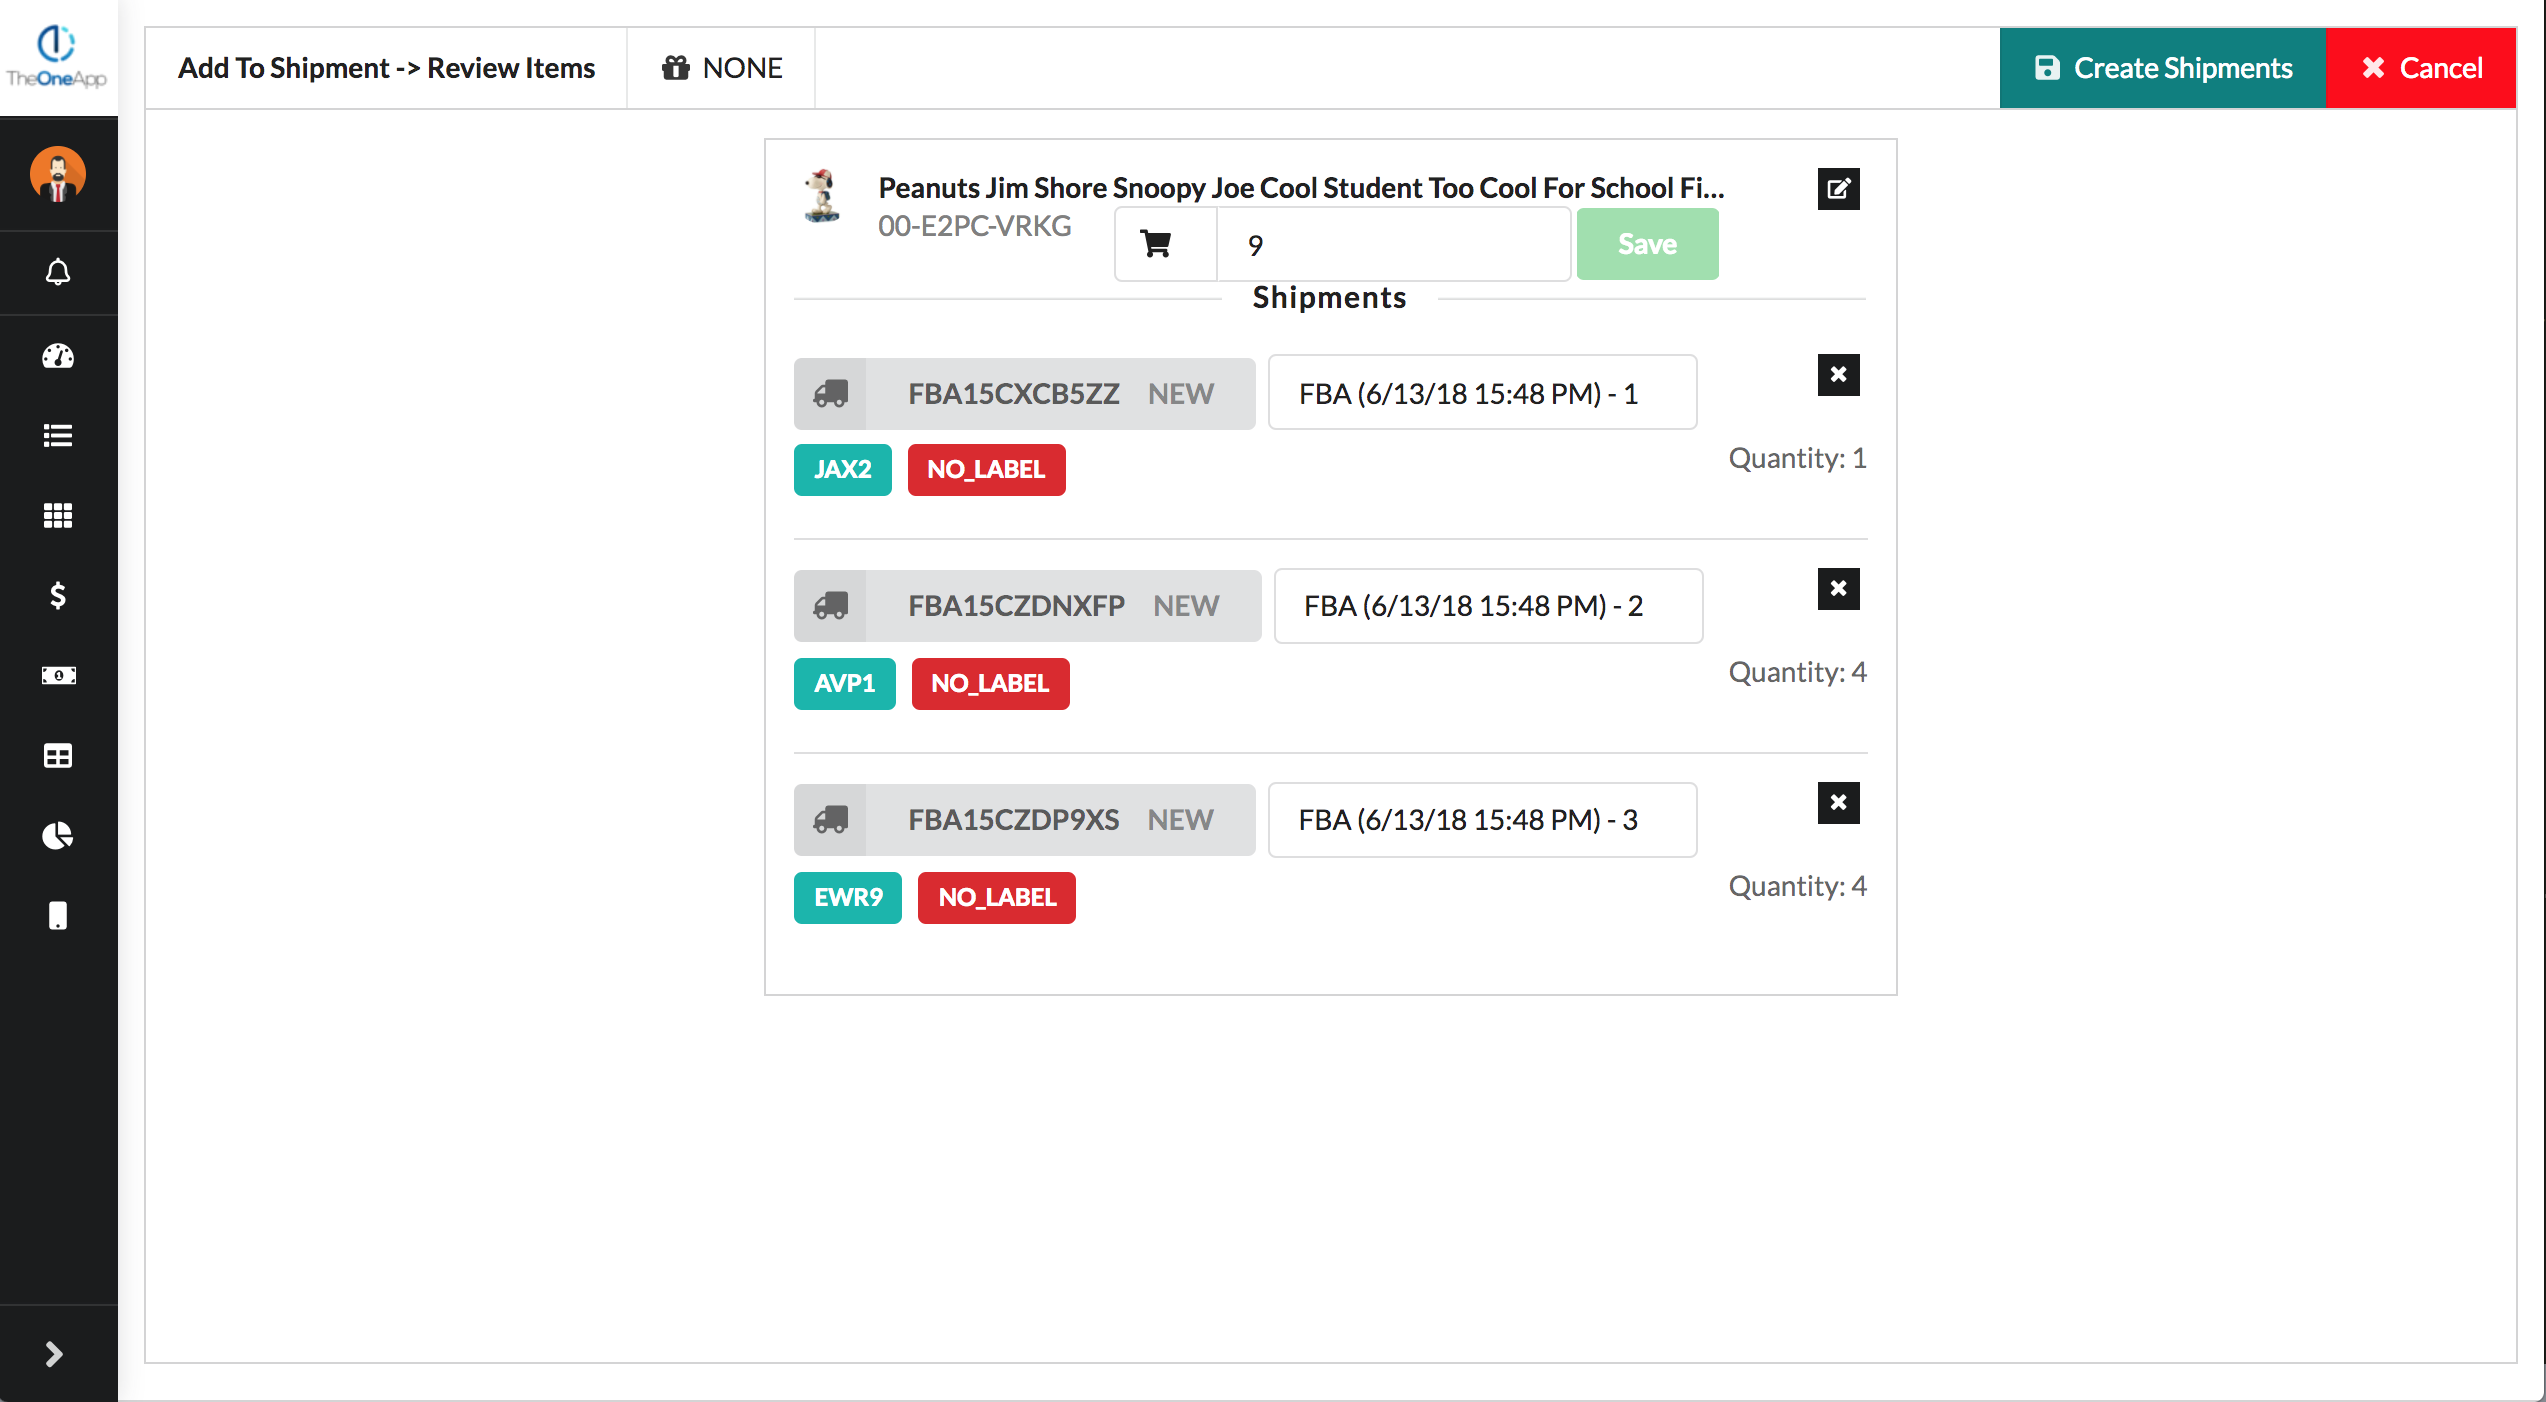 TheOneApp
Add To Shipment -> Review Items
NONE
Create Shipments
Cancel
Peanuts Jim Shore Snoopy Joe Cool Student Too Cool For School Fi...
00-E2PC-VRKG
9
Save
Shipments
FBA15CXCB5ZZ NEW
FBA (6/13/18 15:48 PM) - 1
JAX2
NO_LABEL
Quantity: 1
FBA15CZDNXFP NEW
FBA (6/13/18 15:48 PM) - 2
AVP1
NO_LABEL
Quantity: 4
FBA15CZDP9XS NEW
FBA (6/13/18 15:48 PM) - 3
EWR9
NO_LABEL
Quantity: 4